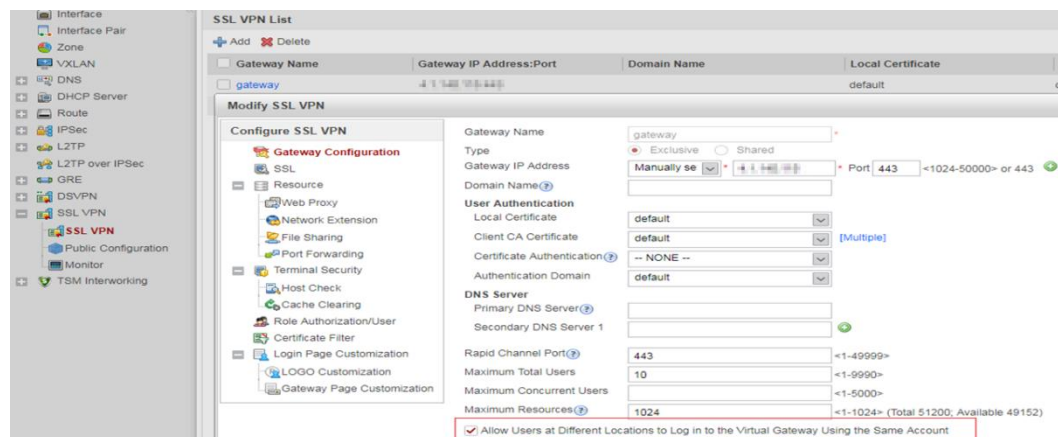 Interface
Interface Pair
Zone
VXLAN
DNS
DHCP Server
Route
IPSec
L2TP
L2TP over IPSec
GRE
DSVPN
SSL VPN
SSL VPN
Public Configuration
Monitor
TSM Interworking
SSL VPN List
Add Delete
Gateway Name Gateway IP Address:Port Domain Name Local Certificate
gateway default
Modify SSL VPN
Configure SSL VPN
Gateway Configuration
SSL
Resource
Web Proxy
Network Extension
File Sharing
Port Forwarding
Terminal Security
Host Check
Cache Clearing
Role Authorization/User
Certificate Filter
Login Page Customization
LOGO Customization
Gateway Page Customization
Gateway Name gateway *
Type Exclusive Shared
Gateway IP Address Manually se * * Port 443 <1024-50000> or 443
Domain Name
User Authentication
Local Certificate default
Client CA Certificate default [Multiple]
Certificate Authentication -- NONE --
Authentication Domain default
DNS Server
Primary DNS Server
Secondary DNS Server 1
Rapid Channel Port 443 <1-49999>
Maximum Total Users 10 <1-9990>
Maximum Concurrent Users <1-5000>
Maximum Resources 1024 <1-1024> (Total 51200; Available 49152)
Allow Users at Different Locations to Log in to the Virtual Gateway Using the Same Account